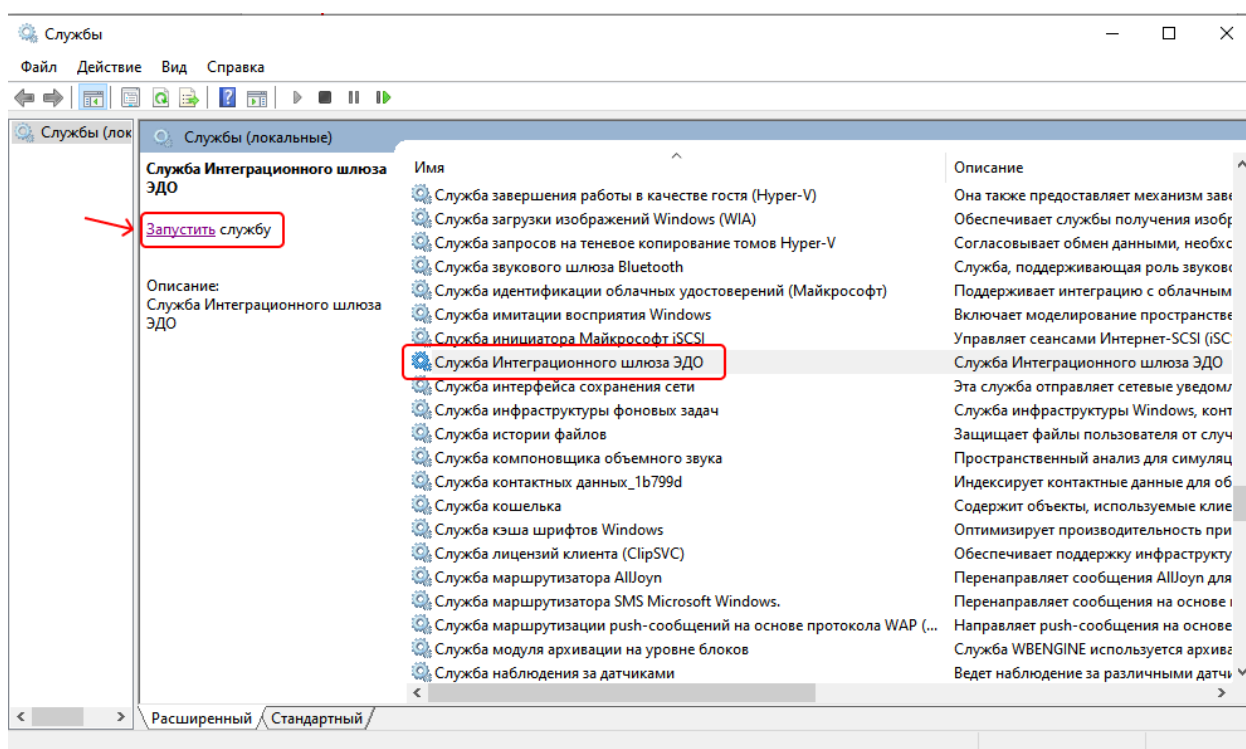 Службы
Файл Действие Вид Справка
Службы (лок
Службы (локальные)
Служба Интеграционного шлюза
ЭДО
Запустить службу
Описание:
Служба Интеграционного шлюза
ЭДО
Имя Описание
Служба завершения работы в качестве гостя (Hyper-V) Она также предоставляет механизм заве
Служба загрузки изображений Windows (WIA) Обеспечивает службы получения изобр
Служба запросов на теневое копирование томов Hyper-V Согласовывает обмен данными, необхо
Служба звукового шлюза Bluetooth Служба, поддерживающая роль звуково
Служба идентификации облачных удостоверений (Майкрософт) Поддерживает интеграцию с облачным
Служба имитации восприятия Windows Включает моделирование пространстве
Служба инициатора Майкрософт iSCSI Управляет сеансами Интернет-SCSI (iSC
Служба Интеграционного шлюза ЭДО Служба Интеграционного шлюза ЭДО
Служба интерфейса сохранения сети Эта служба отправляет сетевые уведомл
Служба инфраструктуры фоновых задач Служба инфраструктуры Windows, конт
Служба истории файлов Защищает файлы пользователя от случ
Служба компоновщика объемного звука Пространственный анализ для симуляц
Служба контактных данных_1b799d Индексирует контактные данные для об
Служба кошелька Содержит объекты, используемые клие
Служба кэша шрифтов Windows Оптимизирует производительность при
Служба лицензий клиента (ClipSVC) Обеспечивает поддержку инфраструкту
Служба маршрутизатора AllJoyn Перенаправляет сообщения AllJoyn для
Служба маршрутизатора SMS Microsoft Windows. Перенаправляет сообщения на основе
Служба маршрутизации push-сообщений на основе протокола WAP (... Направляет push-сообщения на основе
Служба модуля архивации на уровне блоков Служба WBENGINE используется архива
Служба наблюдения за датчиками Ведет наблюдение за различными датчи
Расширенный Стандартный